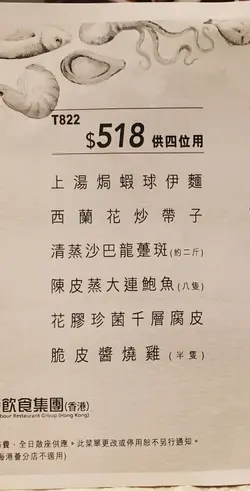 T822
$518 供四位用
上湯焗蝦球伊麵
西蘭花炒帶子
清蒸沙巴龍躉斑(約二斤)
陳皮蒸大連鮑魚(八隻)
花膠珍菌千層腐皮
脆皮醬燒雞(半隻)
飲食集團(香港)
bour Restaurant Group (Hong Kong)
費。全日散座供應。此菜單更改或停用恕不另行通知。
海港薈分店不適用)